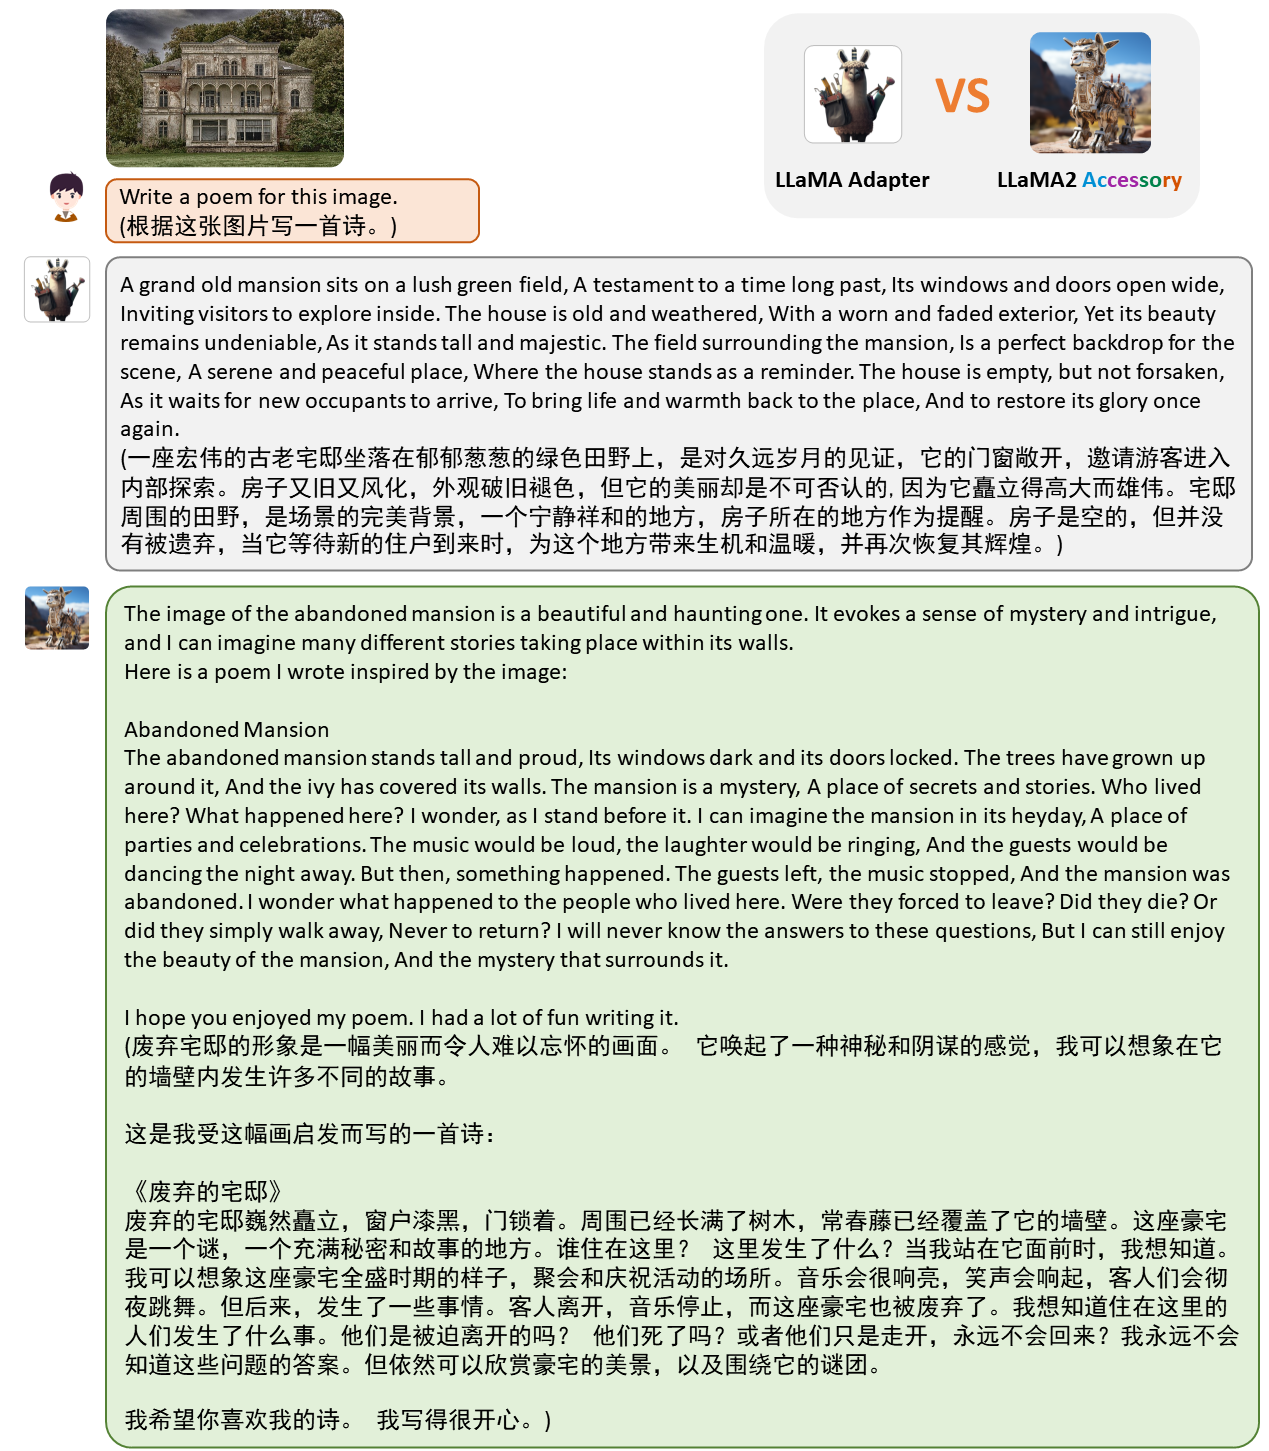 VS
LLaMA Adapter
LLaMA2 Accessory
Write a poem for this image.
(根据这张图片写一首诗。)
A grand old mansion sits on a lush green field, A testament to a time long past, Its windows and doors open wide,
Inviting visitors to explore inside. The house is old and weathered, With a worn and faded exterior, Yet its beauty
remains undeniable, As it stands tall and majestic. The field surrounding the mansion, Is a perfect backdrop for the
scene, A serene and peaceful place, Where the house stands as a reminder. The house is empty, but not forsaken,
As it waits for new occupants to arrive, To bring life and warmth back to the place, And to restore its glory once
again.
(一座宏伟的古老宅邸坐落在郁郁葱葱的绿色田野上，是对久远岁月的见证，它的门窗敞开，邀请游客进入
内部探索。房子又旧又风化，外观破旧褪色，但它的美丽却是不可否认的, 因为它矗立得高大而雄伟。宅邸
周围的田野，是场景的完美背景，一个宁静祥和的地方，房子所在的地方作为提醒。房子是空的，但并没
有被遗弃，当它等待新的住户到来时，为这个地方带来生机和温暖，并再次恢复其辉煌。)
The image of the abandoned mansion is a beautiful and haunting one. It evokes a sense of mystery and intrigue,
and I can imagine many different stories taking place within its walls.
Here is a poem I wrote inspired by the image:
Abandoned Mansion
The abandoned mansion stands tall and proud, Its windows dark and its doors locked. The trees have grown up
around it, And the ivy has covered its walls. The mansion is a mystery, A place of secrets and stories. Who lived
here? What happened here? I wonder, as I stand before it. I can imagine the mansion in its heyday, A place of
parties and celebrations. The music would be loud, the laughter would be ringing, And the guests would be
dancing the night away. But then, something happened. The guests left, the music stopped, And the mansion was
abandoned. I wonder what happened to the people who lived here. Were they forced to leave? Did they die? Or
did they simply walk away, Never to return? I will never know the answers to these questions, But I can still enjoy
the beauty of the mansion, And the mystery that surrounds it.
I hope you enjoyed my poem. I had a lot of fun writing it.
(废弃宅邸的形象是一幅美丽而令人难以忘怀的画面。 它唤起了一种神秘和阴谋的感觉，我可以想象在它
的墙壁内发生许多不同的故事。
这是我受这幅画启发而写的一首诗：
《废弃的宅邸》
废弃的宅邸巍然矗立，窗户漆黑，门锁着。周围已经长满了树木，常春藤已经覆盖了它的墙壁。这座豪宅
是一个谜，一个充满秘密和故事的地方。谁住在这里？ 这里发生了什么？当我站在它面前时，我想知道。
我可以想象这座豪宅全盛时期的样子，聚会和庆祝活动的场所。音乐会很响亮，笑声会响起，客人们会彻
夜跳舞。但后来，发生了一些事情。客人离开，音乐停止，而这座豪宅也被废弃了。我想知道住在这里的
人们发生了什么事。他们是被迫离开的吗？ 他们死了吗？或者他们只是走开，永远不会回来？我永远不会
知道这些问题的答案。但依然可以欣赏豪宅的美景，以及围绕它的谜团。
我希望你喜欢我的诗。 我写得很开心。)